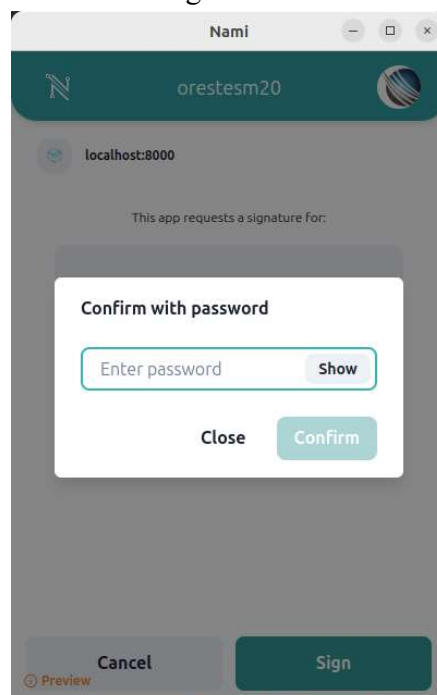 Nami
orestesm20
localhost:8000
This app requests a signature for:
Confirm with password
Enter password Show
Close Confirm
Cancel Sign
Preview